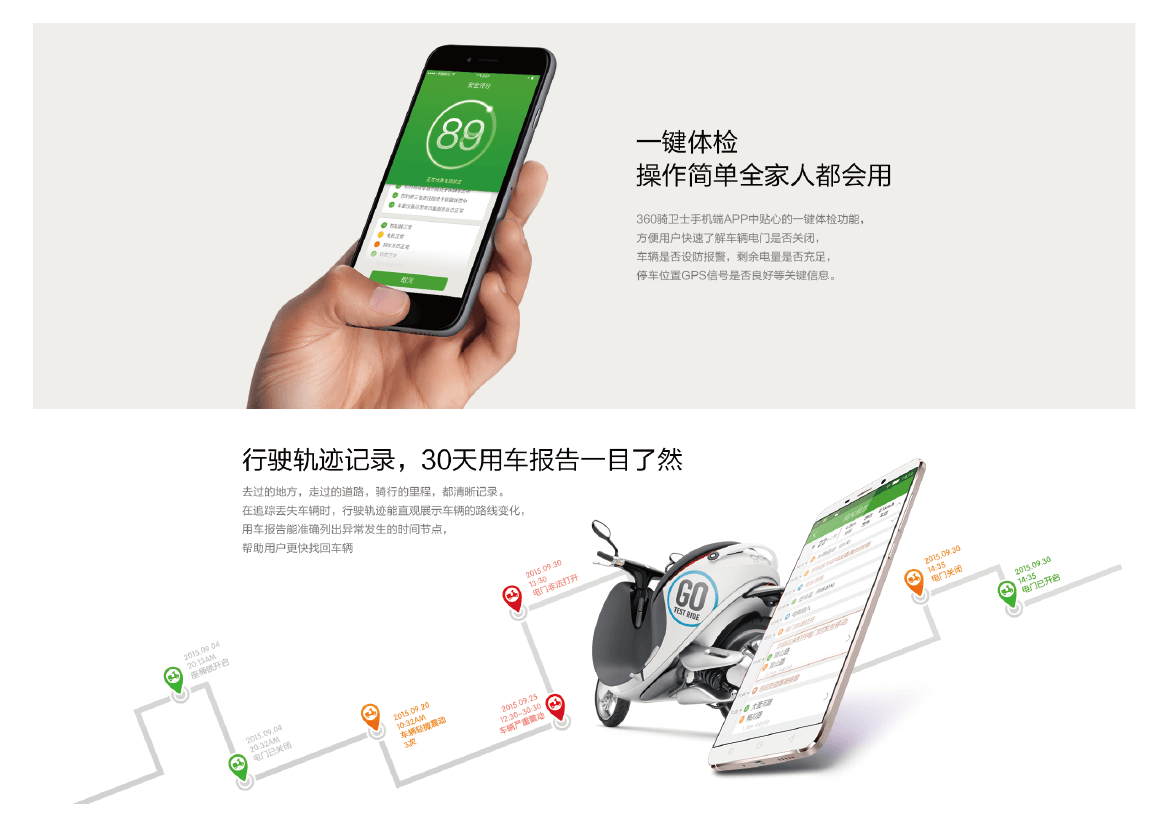 安全评分
89
取消
一键体检
操作简单全家人都会用
360骑卫士手机端APP中贴心的一键体检功能，
方便用户快速了解车辆电门是否关闭，
车辆是否设防报警，剩余电量是否充足，
停车位置GPS信号是否良好等关键信息。
行驶轨迹记录，30天用车报告一目了然
去过的地方，走过的道路，骑行的里程，都清晰记录。
在追踪丢失车辆时，行驶轨迹能直观展示车辆的路线变化，
用车报告能准确列出异常发生的时间节点，
帮助用户更快找回车辆
2015.09.30
13:30
电门非法打开
GO
TEST RIDE
2015.09.30
14:35
电门关闭
2015.09.30
14:35
电门已开启
2015.09.04
20:13AM
座桶锁开启
2015.09.04
20:32AM
电门已关闭
2015.09.20
10:32AM
车辆轻微震动
3次
2015.09.25
12:30-30:30
车辆严重震动